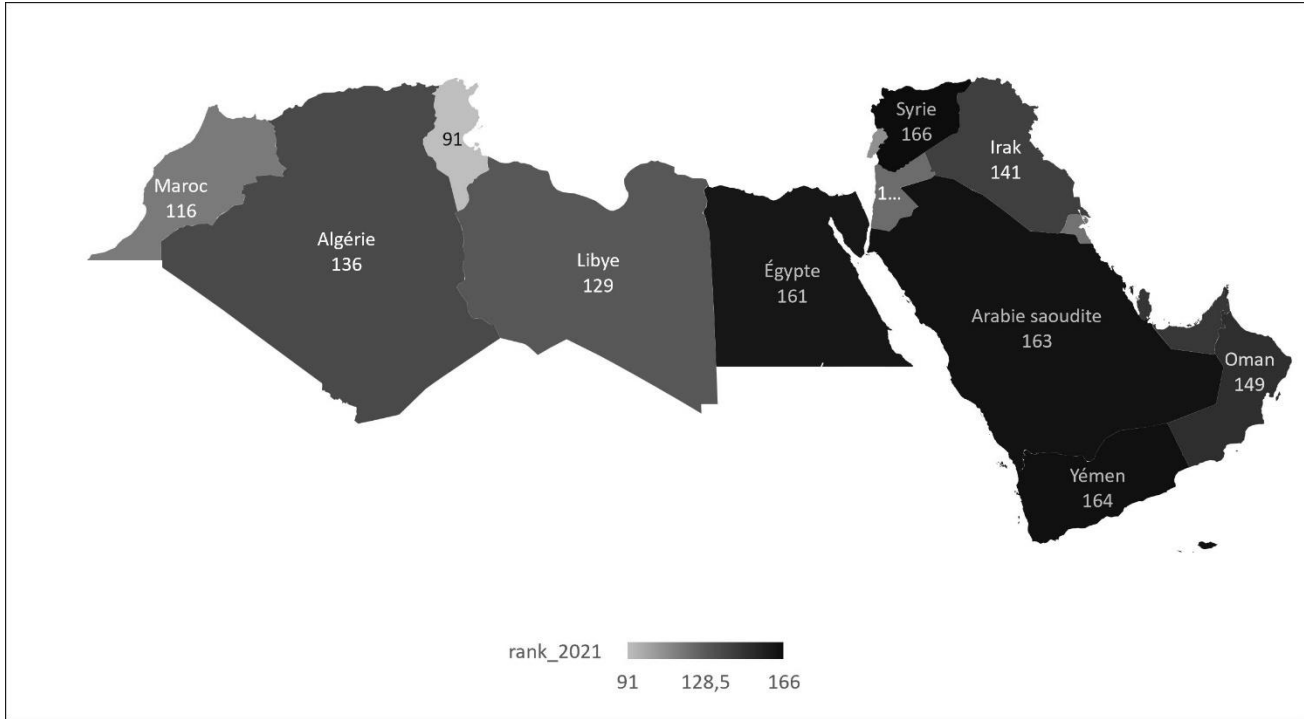 91
Maroc
116
Algérie
136
Libye
129
Égypte
161
Syrie
166
Irak
141
1...
Arabie saoudite
163
Oman
149
Yémen
164
rank_2021
91 128,5 166